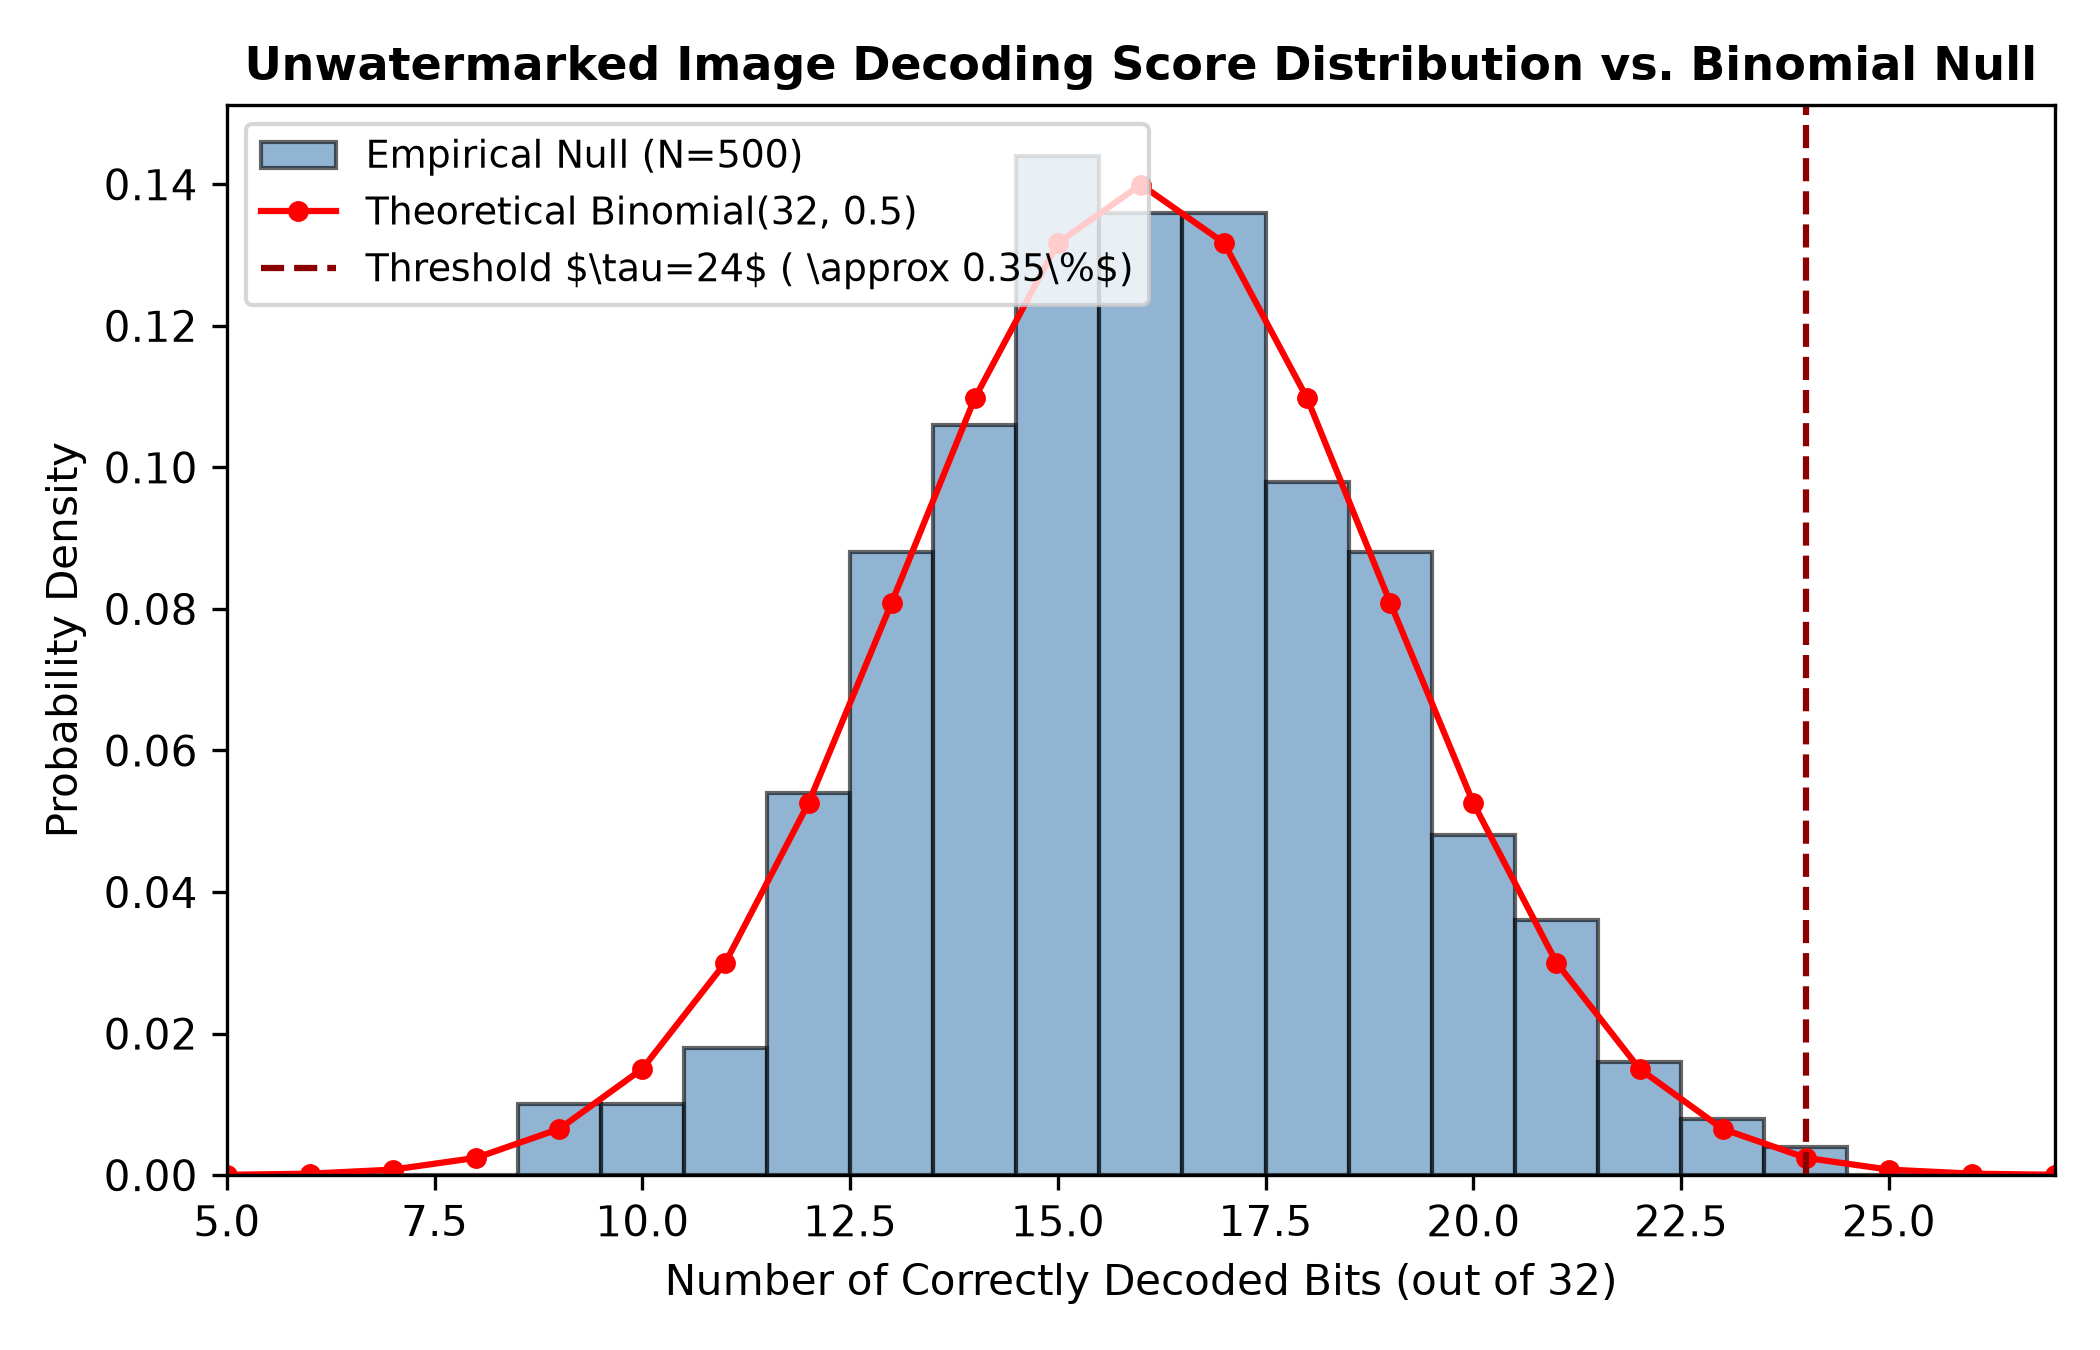 Unwatermarked Image Decoding Score Distribution vs. Binomial Null
Empirical Null (N=500)
Theoretical Binomial(32, 0.5)
Threshold $\tau=24$ ( \approx 0.35\%$)
Probability Density
0.14
0.12
0.10
0.08
0.06
0.04
0.02
0.00
5.0 7.5 10.0 12.5 15.0 17.5 20.0 22.5 25.0
Number of Correctly Decoded Bits (out of 32)